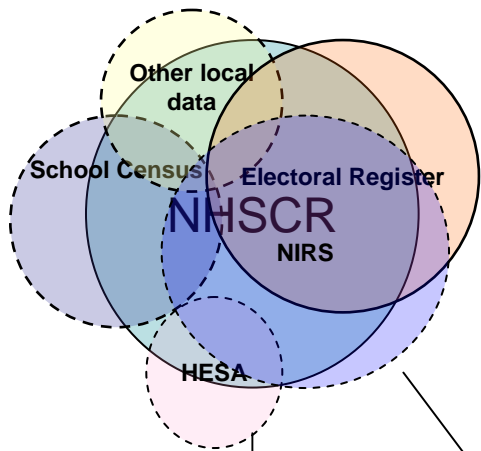 Other local
data
School Census
Electoral Register
NHSCR
NIRS
HESA